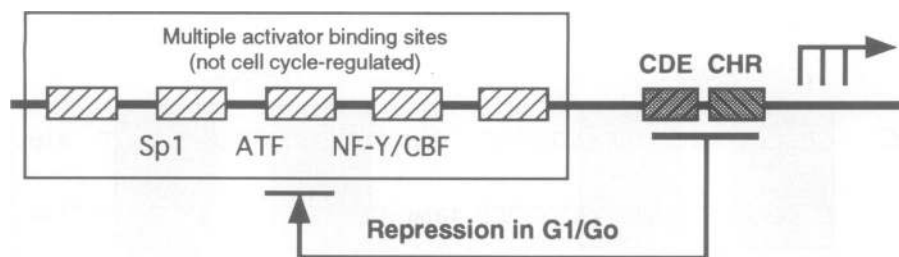 Multiple activator binding sites
(not cell cycle-regulated)
CDE CHR
Sp1 ATF NF-Y/CBF
Repression in G1/Go